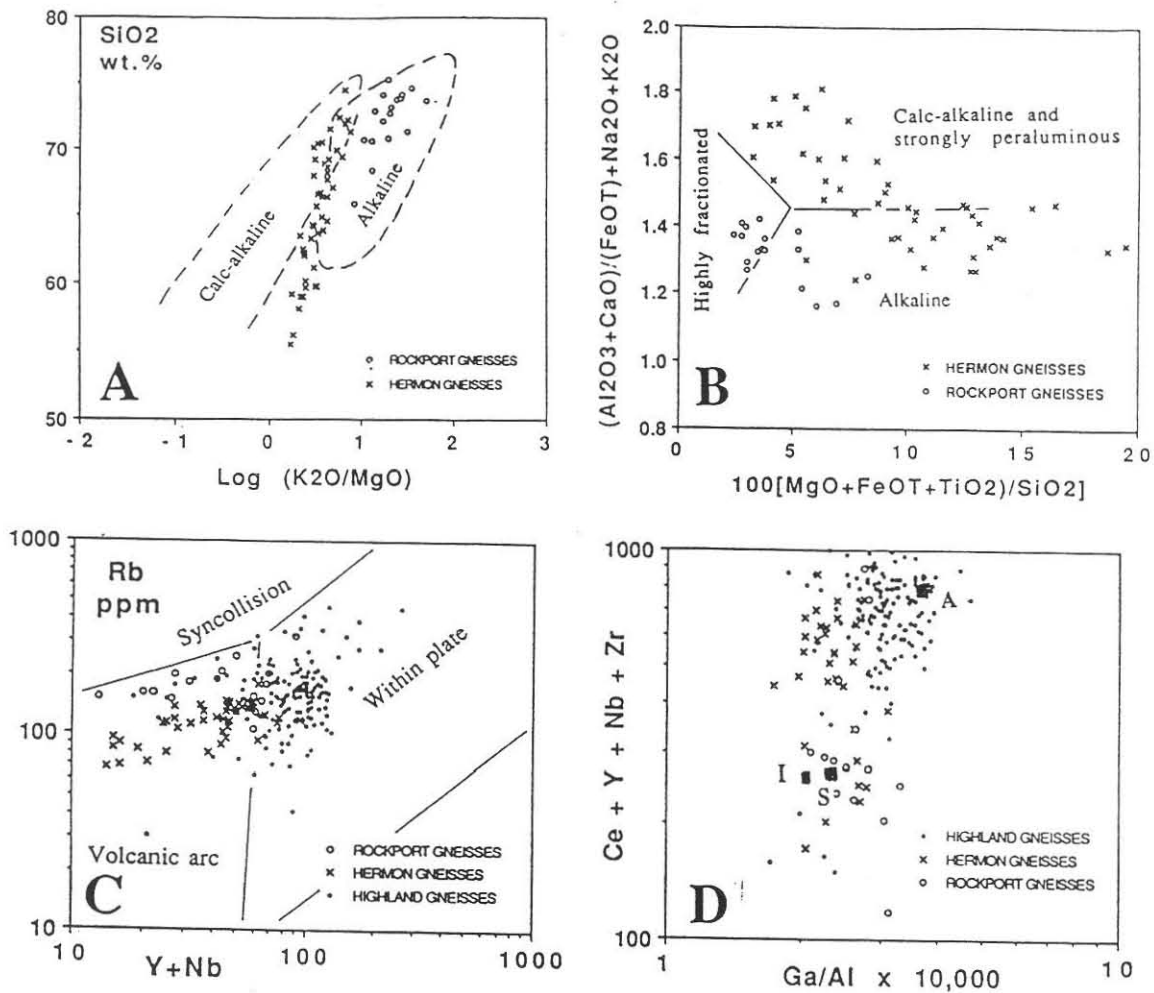 80
SiO2
wt.%
70
60
50
Calc-alkaline
Alkaline
o ROCKPORT GNEISSES
x HERMON GNEISSES
A
-2
-1
0
1
2
3
Log (K2O/MgO)
(Al2O3+CaO)/(FeOT)+Na2O+K2O
2.0
1.8
1.6
1.4
1.2
1.0
0.8
Highly fractionated
Calc-alkaline and
strongly peraluminous
Alkaline
x HERMON GNEISSES
o ROCKPORT GNEISSES
B
0
5
10
15
20
100[MgO+FeOT+TiO2)/SiO2]
1000
Rb
ppm
100
10
Syncollision
Within plate
Volcanic arc
o ROCKPORT GNEISSES
x HERMON GNEISSES
• HIGHLAND GNEISSES
C
10
Y+Nb
100
1000
Ce + Y + Nb + Zr
1000
100
A
I
S
• HIGHLAND GNEISSES
x HERMON GNEISSES
o ROCKPORT GNEISSES
D
1
Ga/Al x 10,000
10